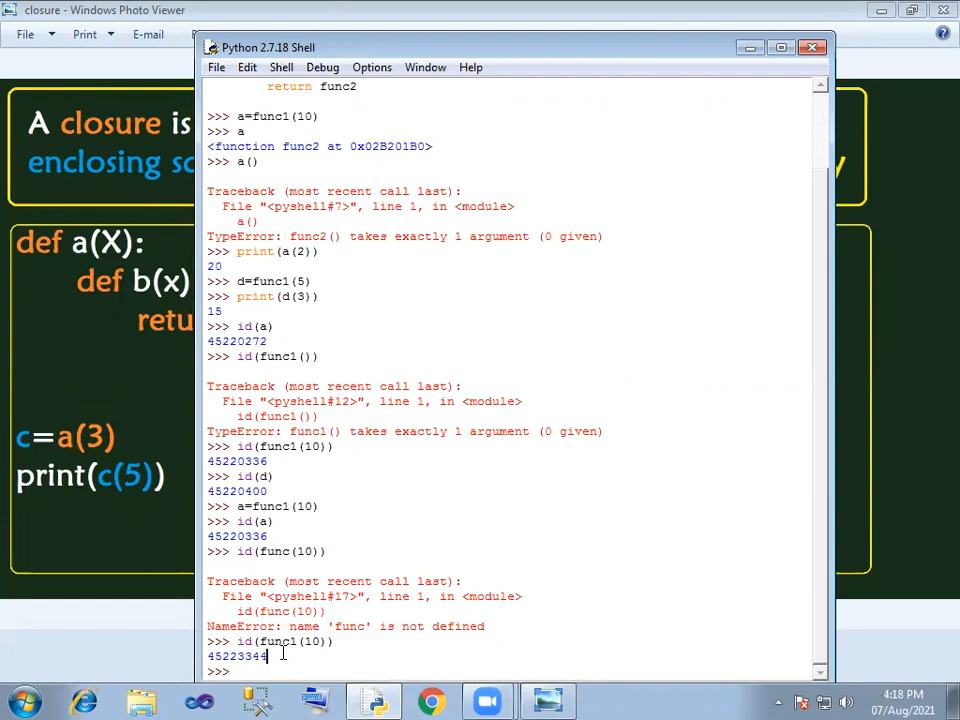 closure - Windows Photo Viewer
File Print E-mail
Python 2.7.18 Shell
File Edit Shell Debug Options Window Help
A closure is
enclosing sc
y
def a(X):
def b(x)
retu
c=a(3)
print(c(5))
return func2
>>> a=func1(10)
>>> a
<function func2 at 0x02B201B0>
>>> a()
Traceback (most recent call last):
File "<pyshell#7>", line 1, in <module>
a()
TypeError: func2() takes exactly 1 argument (0 given)
>>> print(a(2))
20
>>> d=func1(5)
>>> print(d(3))
15
>>> id(a)
45220272
>>> id(func1())
Traceback (most recent call last):
File "<pyshell#12>", line 1, in <module>
id(func1())
TypeError: func1() takes exactly 1 argument (0 given)
>>> id(func1(10))
45220336
>>> id(d)
45220400
>>> a=func1(10)
>>> id(a)
45220336
>>> id(func(10))
Traceback (most recent call last):
File "<pyshell#17>", line 1, in <module>
id(func(10))
NameError: name 'func' is not defined
>>> id(func1(10))
45223344
>>>
4:18 PM
07/Aug/2021